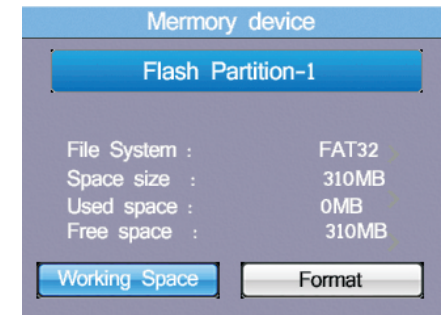 Mermory device
Flash Partition-1
File System : FAT32
Space size : 310MB
Used space : 0MB
Free space : 310MB
Working Space Format